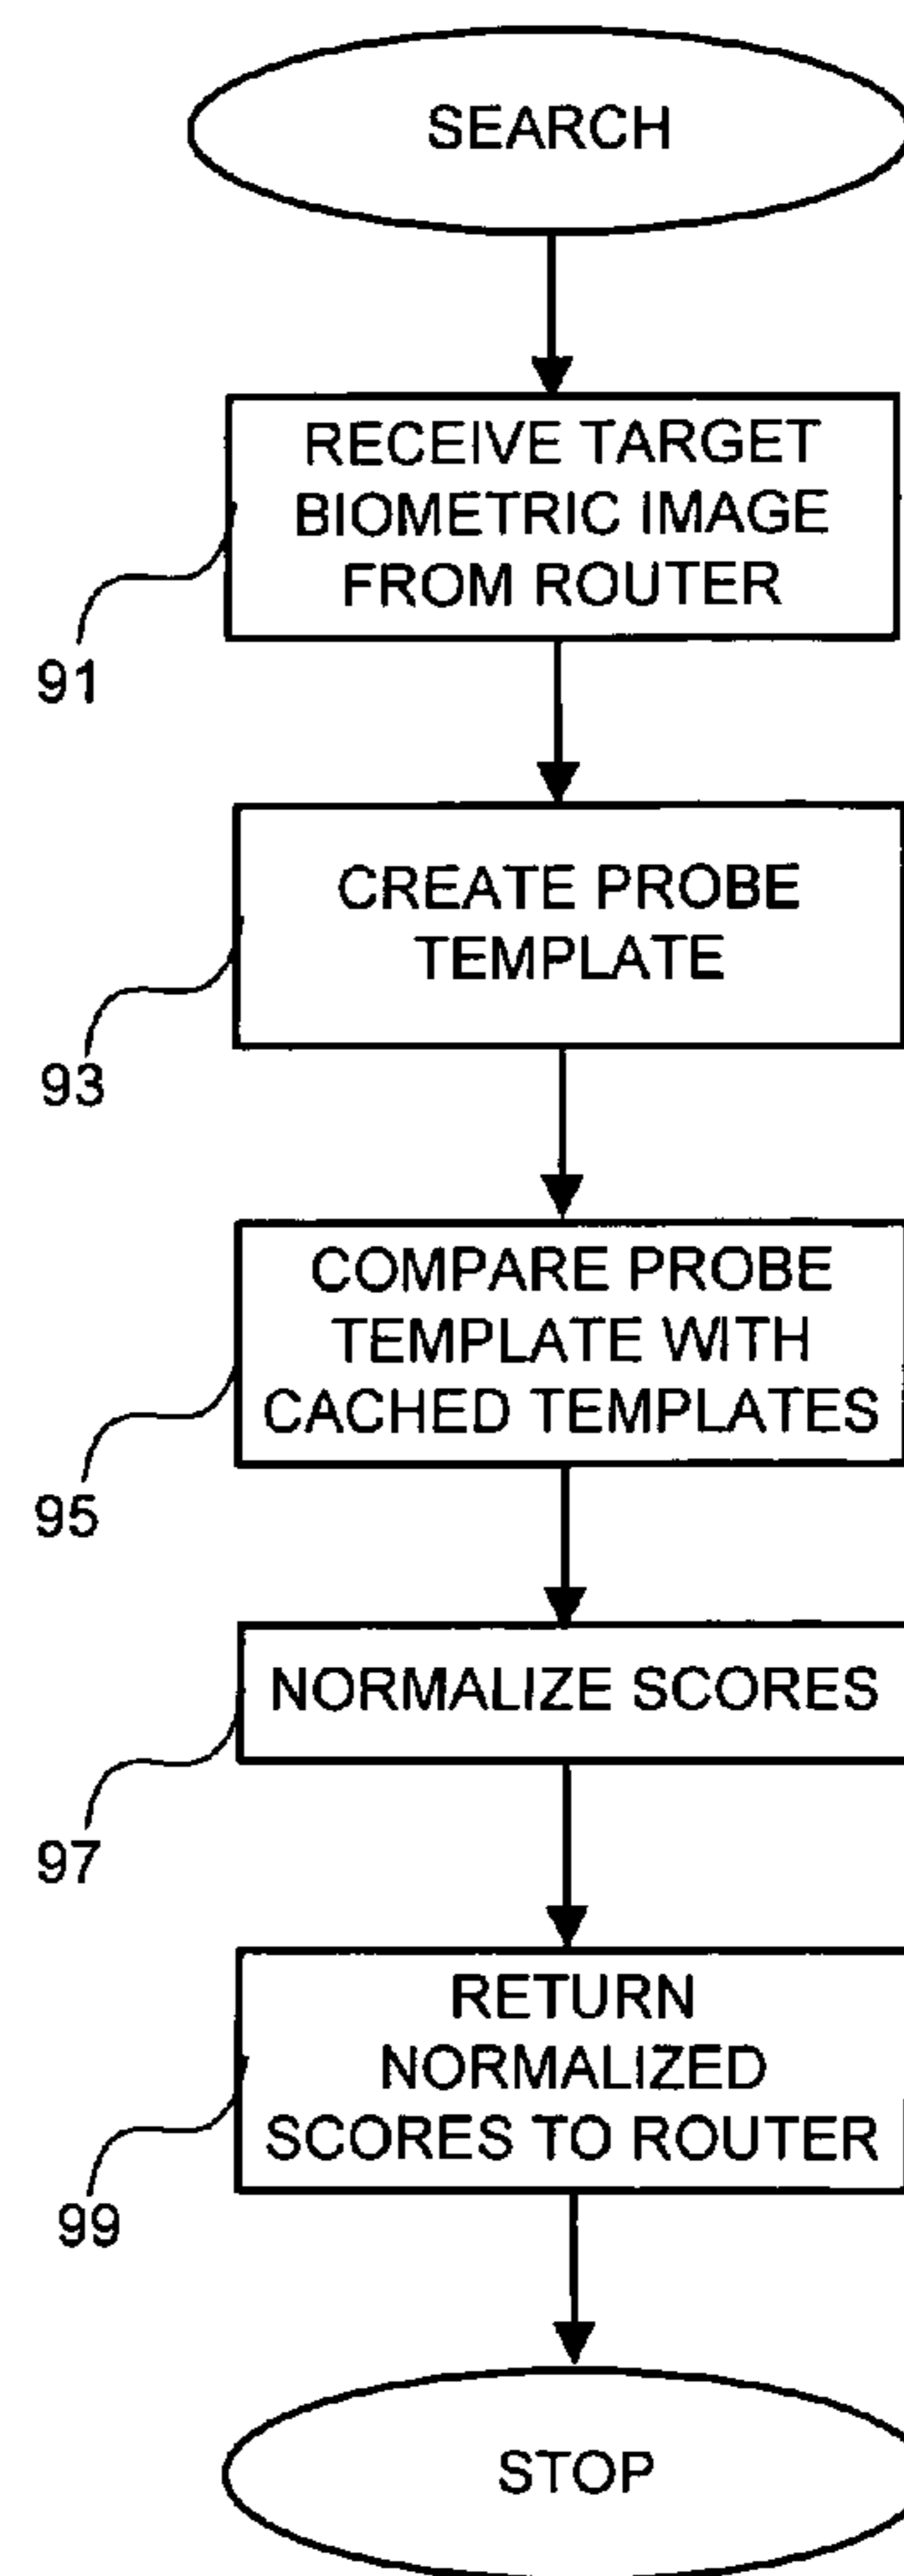 SEARCH
RECEIVE TARGET
BIOMETRIC IMAGE
FROM ROUTER
91
CREATE PROBE
TEMPLATE
93
COMPARE PROBE
TEMPLATE WITH
CACHED TEMPLATES
95
NORMALIZE SCORES
97
RETURN
NORMALIZED
SCORES TO ROUTER
99
STOP